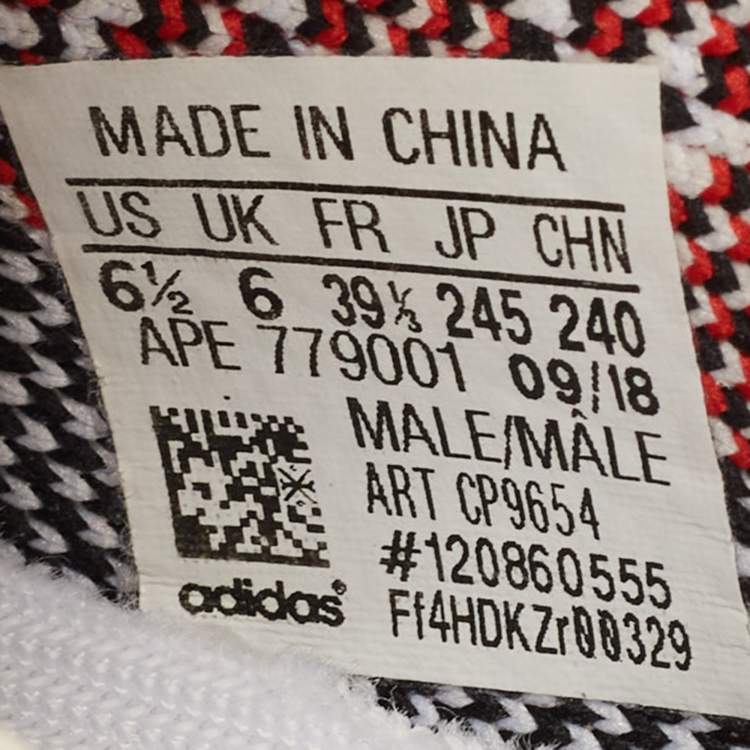 MADE IN CHINA
US UK FR JP CHN
6½ 6 39⅓ 245 240
APE 779001 09/18
MALE/MÂLE
ART CP9654
#120860555
adidas®
Ff4HDKZr00329